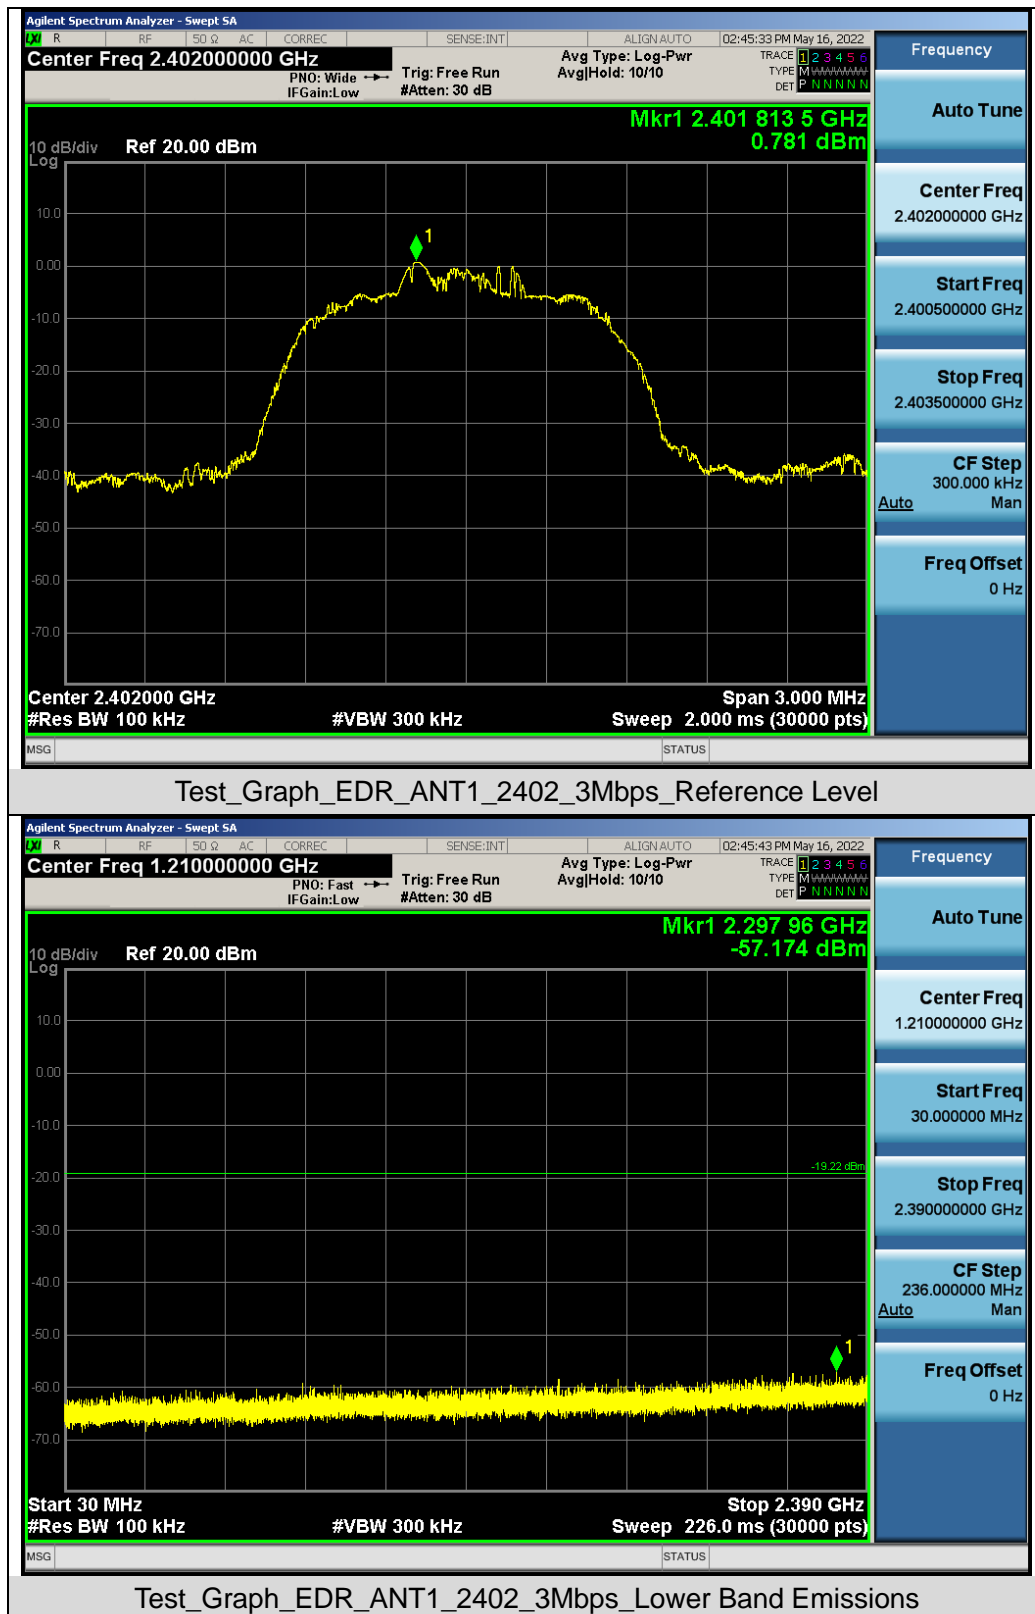 Agilent Spectrum Analyzer - Swept SA
LXI R RF 50 Ω AC CORREC SENSE:INT ALIGN AUTO 02:45:33 PM May 16, 2022
Center Freq 2.402000000 GHz
PNO: Wide
IFGain:Low
Trig: Free Run
#Atten: 30 dB
Avg Type: Log-Pwr
Avg|Hold: 10/10
TRACE 1 2 3 4 5 6
TYPE M WWWWW
DET P N N N N N
Mkr1 2.401 813 5 GHz
0.781 dBm
10 dB/div Ref 20.00 dBm
Log
10.0
0.00
-10.0
-20.0
-30.0
-40.0
-50.0
-60.0
-70.0
1
Center 2.402000 GHz Span 3.000 MHz
#Res BW 100 kHz #VBW 300 kHz Sweep 2.000 ms (30000 pts)
MSG STATUS
Frequency
Auto Tune
Center Freq
2.402000000 GHz
Start Freq
2.400500000 GHz
Stop Freq
2.403500000 GHz
CF Step
300.000 kHz
Auto Man
Freq Offset
0 Hz
Test_Graph_EDR_ANT1_2402_3Mbps_Reference Level
Agilent Spectrum Analyzer - Swept SA
LXI R RF 50 Ω AC CORREC SENSE:INT ALIGN AUTO 02:45:43 PM May 16, 2022
Center Freq 1.210000000 GHz
PNO: Fast
IFGain:Low
Trig: Free Run
#Atten: 30 dB
Avg Type: Log-Pwr
Avg|Hold: 10/10
TRACE 1 2 3 4 5 6
TYPE M WWWWW
DET P N N N N N
Mkr1 2.297 96 GHz
-57.174 dBm
10 dB/div Ref 20.00 dBm
Log
10.0
0.00
-10.0
-20.0
-30.0
-40.0
-50.0
-60.0
-70.0
-19.22 dBm
1
Start 30 MHz Stop 2.390 GHz
#Res BW 100 kHz #VBW 300 kHz Sweep 226.0 ms (30000 pts)
MSG STATUS
Frequency
Auto Tune
Center Freq
1.210000000 GHz
Start Freq
30.000000 MHz
Stop Freq
2.390000000 GHz
CF Step
236.000000 MHz
Auto Man
Freq Offset
0 Hz
Test_Graph_EDR_ANT1_2402_3Mbps_Lower Band Emissions